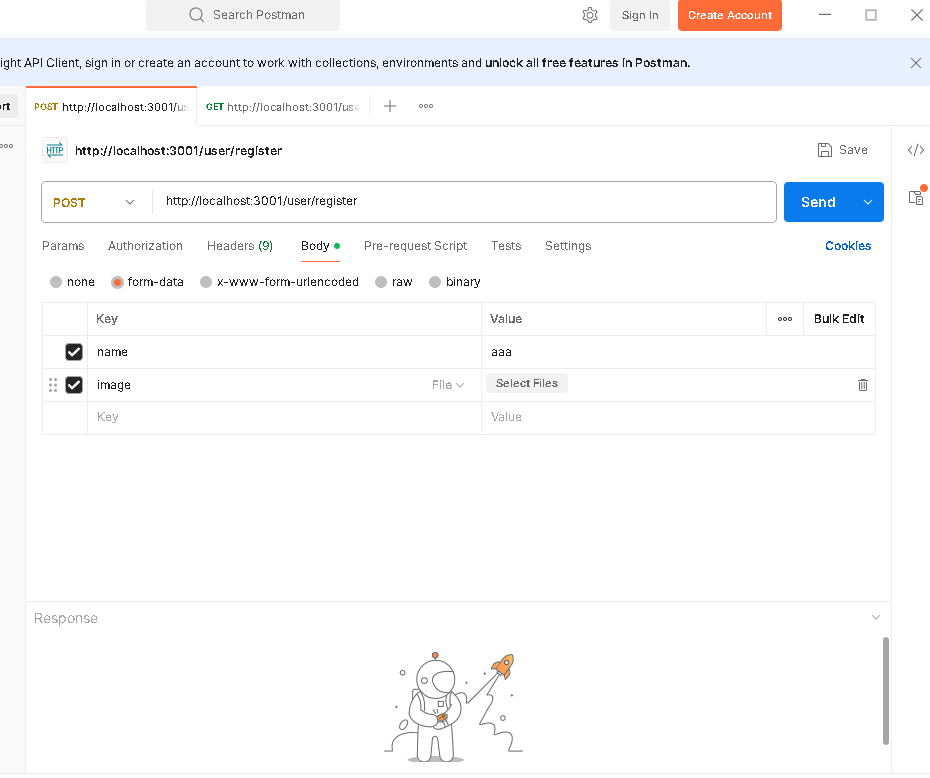 Search Postman
Sign In
Create Account
ight API Client, sign in or create an account to work with collections, environments and unlock all free features in Postman.
rt
POST http://localhost:3001/us
GET http://localhost:3001/use
HTTP
http://localhost:3001/user/register
Save
</>
POST
http://localhost:3001/user/register
Send
Params
Authorization
Headers (9)
Body
Pre-request Script
Tests
Settings
Cookies
none
form-data
x-www-form-urlencoded
raw
binary
Key
Value
Bulk Edit
name
aaa
image
File
Select Files
Key
Value
Response